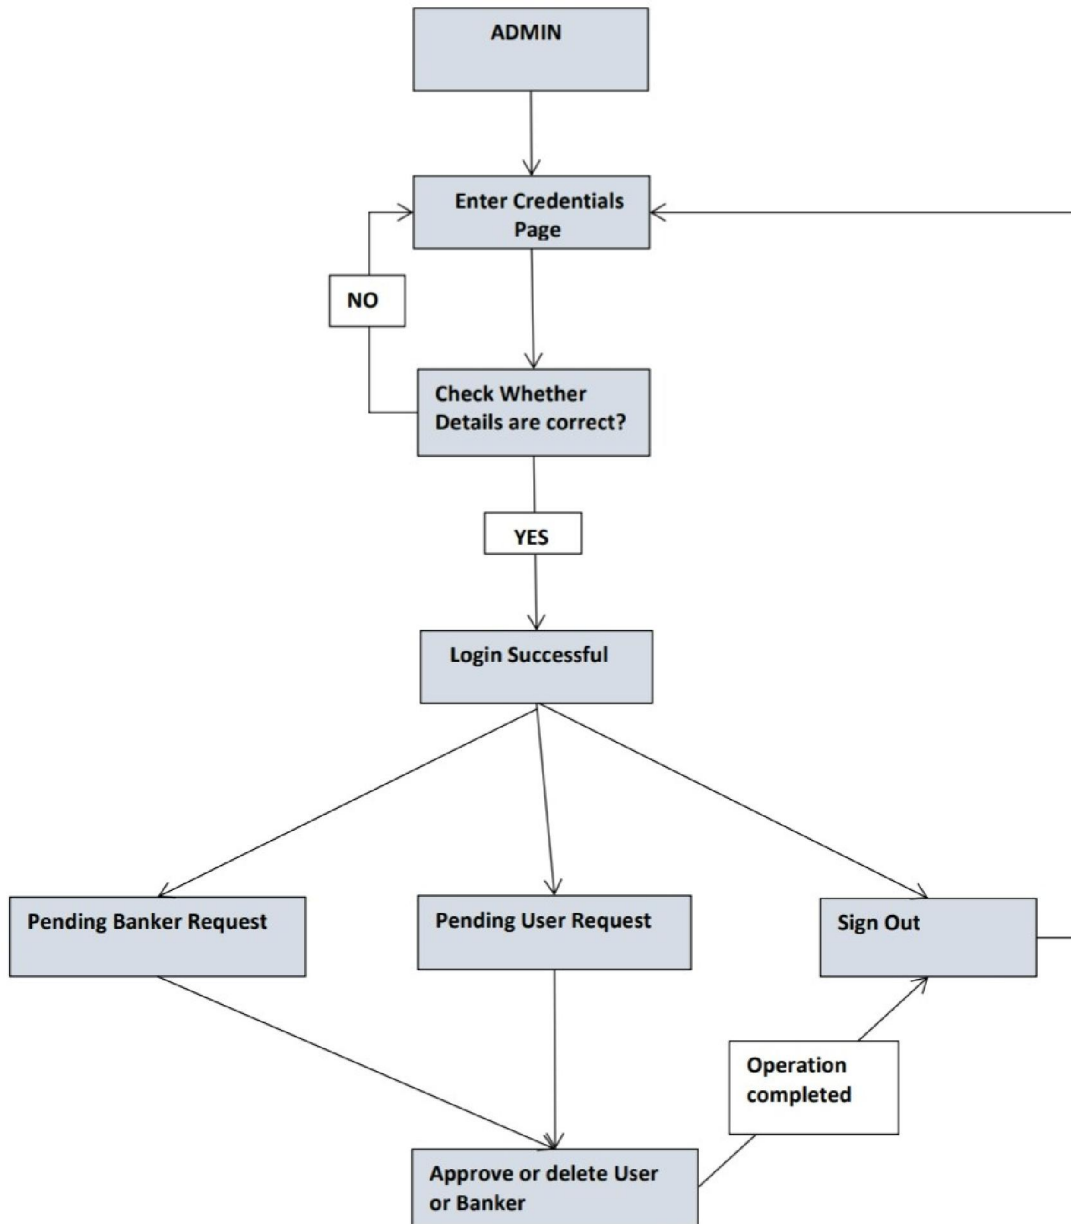 ADMIN
Enter Credentials
Page
NO
Check Whether
Details are correct?
YES
Login Successful
Pending Banker Request
Pending User Request
Sign Out
Operation
completed
Approve or delete User
or Banker